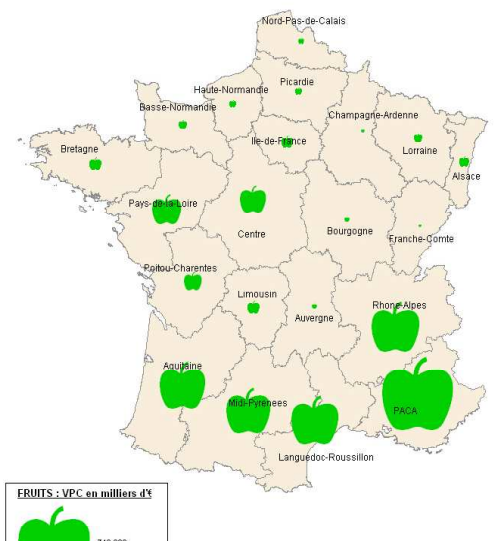 Nord-Pas-de-Calais
Picardie
Haute-Normandie
Basse-Normandie
Champagne-Ardenne
Ile-de-France
Lorraine
Bretagne
Alsace
Pays-de-la-Loire
Centre
Bourgogne
Franche-Comte
Poitou-Charentes
Limousin
Auvergne
Rhone-Alpes
Aquitaine
Midi-Pyrenees
PACA
Languedoc-Roussillon
FRUITS : VPC en milliers d'€